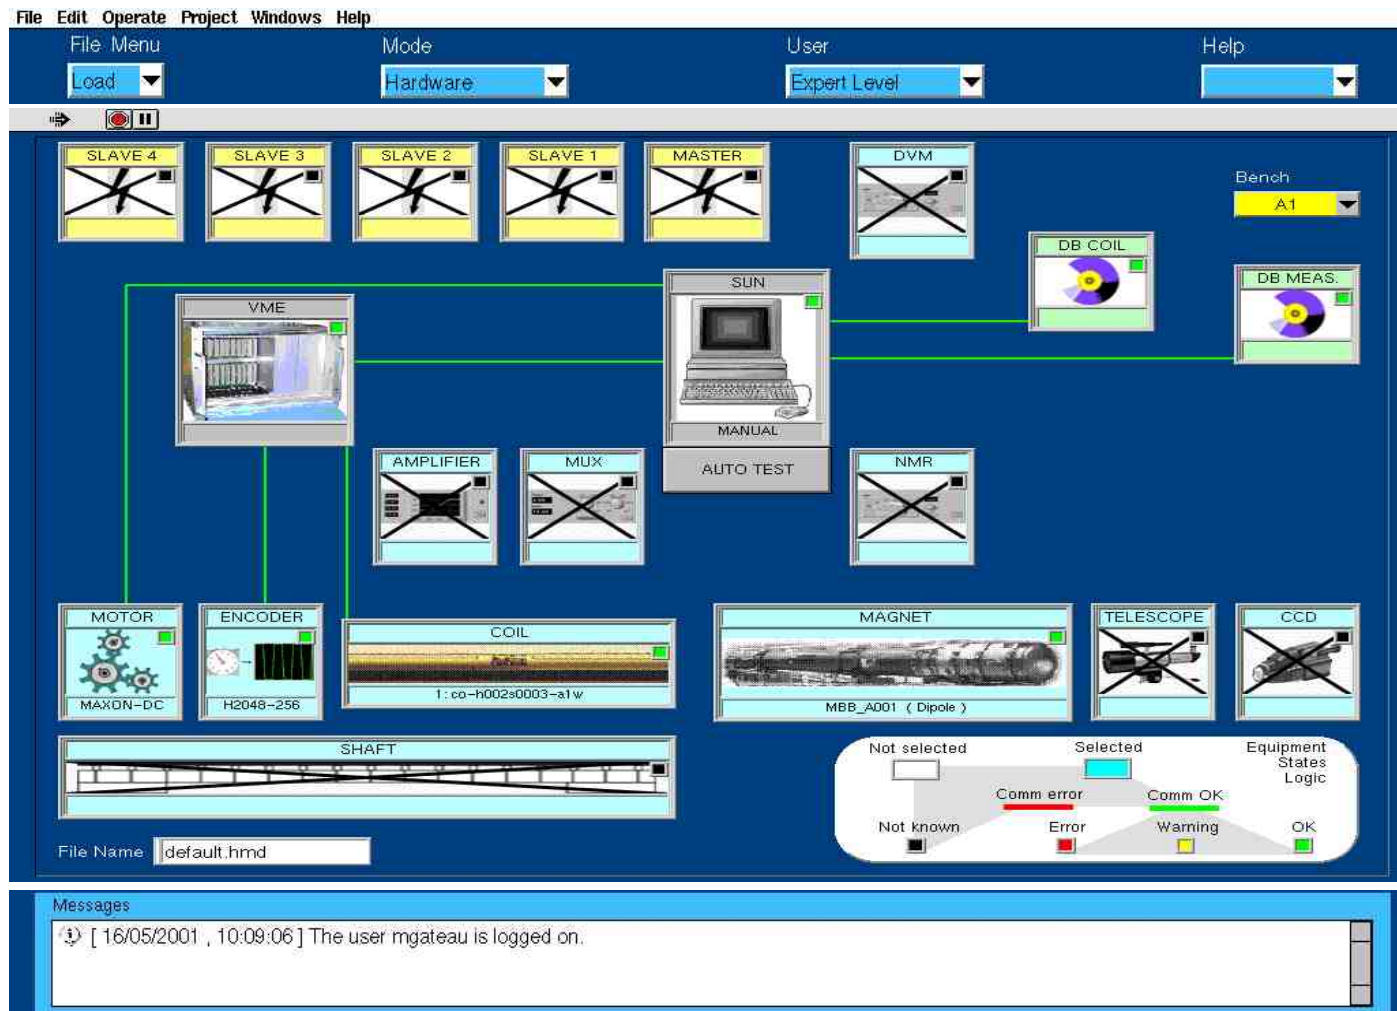 File Edit Operate Project Windows Help
File Menu Mode User Help
Load Hardware Expert Level
SLAVE 4 SLAVE 3 SLAVE 2 SLAVE 1 MASTER DVM
Bench
A1
DB COIL
DB MEAS.
SUN
VME
MANUAL
AUTO TEST
AMPLIFIER MUX NMR
MOTOR ENCODER COIL MAGNET TELESCOPE CCD
1: co-h002s0003-a1w
MAXON-DC H2048-256 MBB_A001 ( Dipole )
SHAFT
Not selected Selected Equipment
States
Logic
Comm error Comm OK
Not known Error Warning OK
File Name default.hmd
Messages
[ 16/05/2001 , 10:09:06 ] The user mgateau is logged on.